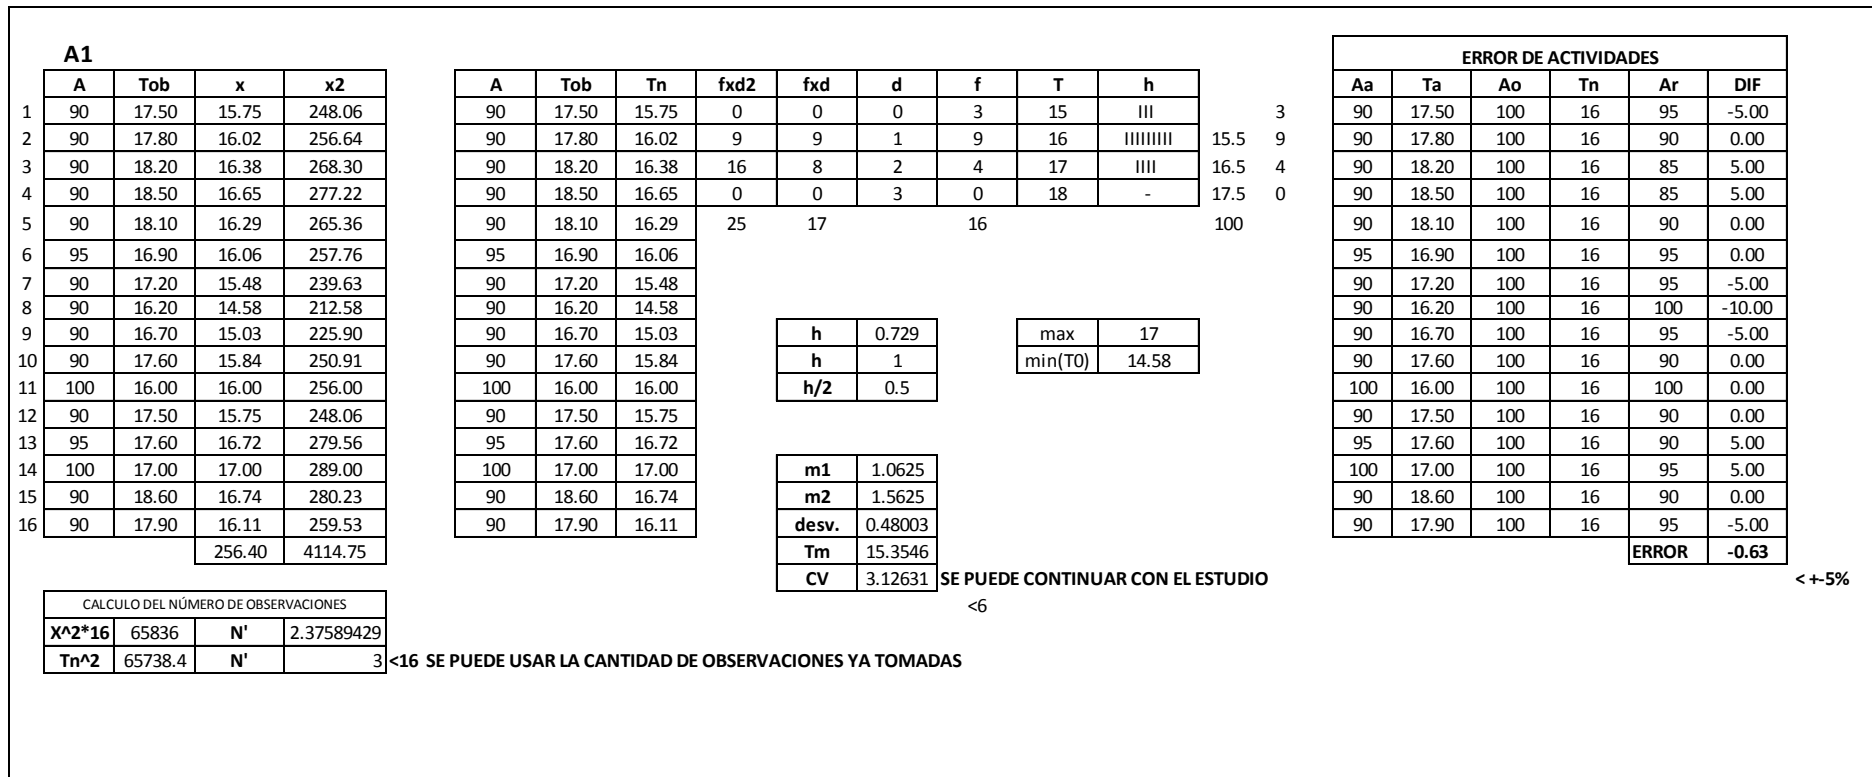 A1
ERROR DE ACTIVIDADES
A Tob x x2 A Tob Tn fxd2 fxd d f T h Aa Ta Ao Tn Ar DIF
1 90 17.50 15.75 248.06 90 17.50 15.75 0 0 0 3 15 III 3 90 17.50 100 16 95 -5.00
2 90 17.80 16.02 256.64 90 17.80 16.02 9 9 1 9 16 IIIIIIIII 15.5 9 90 17.80 100 16 90 0.00
3 90 18.20 16.38 268.30 90 18.20 16.38 16 8 2 4 17 IIII 16.5 4 90 18.20 100 16 85 5.00
4 90 18.50 16.65 277.22 90 18.50 16.65 0 0 3 0 18 - 17.5 0 90 18.50 100 16 85 5.00
5 90 18.10 16.29 265.36 90 18.10 16.29 25 17 16 100 90 18.10 100 16 90 0.00
6 95 16.90 16.06 257.76 95 16.90 16.06 95 16.90 100 16 95 0.00
7 90 17.20 15.48 239.63 90 17.20 15.48 90 17.20 100 16 95 -5.00
8 90 16.20 14.58 212.58 90 16.20 14.58 90 16.20 100 16 100 -10.00
9 90 16.70 15.03 225.90 90 16.70 15.03 h 0.729 max 17 90 16.70 100 16 95 -5.00
10 90 17.60 15.84 250.91 90 17.60 15.84 h 1 min(T0) 14.58 90 17.60 100 16 90 0.00
11 100 16.00 16.00 256.00 100 16.00 16.00 h/2 0.5 100 16.00 100 16 100 0.00
12 90 17.50 15.75 248.06 90 17.50 15.75 90 17.50 100 16 90 0.00
13 95 17.60 16.72 279.56 95 17.60 16.72 95 17.60 100 16 90 5.00
14 100 17.00 17.00 289.00 100 17.00 17.00 m1 1.0625 100 17.00 100 16 95 5.00
15 90 18.60 16.74 280.23 90 18.60 16.74 m2 1.5625 90 18.60 100 16 90 0.00
16 90 17.90 16.11 259.53 90 17.90 16.11 desv. 0.48003 90 17.90 100 16 95 -5.00
256.40 4114.75 Tm 15.3546 ERROR -0.63
CV 3.12631 SE PUEDE CONTINUAR CON EL ESTUDIO < +-5%
CALCULO DEL NÚMERO DE OBSERVACIONES <6
X^2*16 65836 N' 2.37589429
Tn^2 65738.4 N' 3 <16 SE PUEDE USAR LA CANTIDAD DE OBSERVACIONES YA TOMADAS